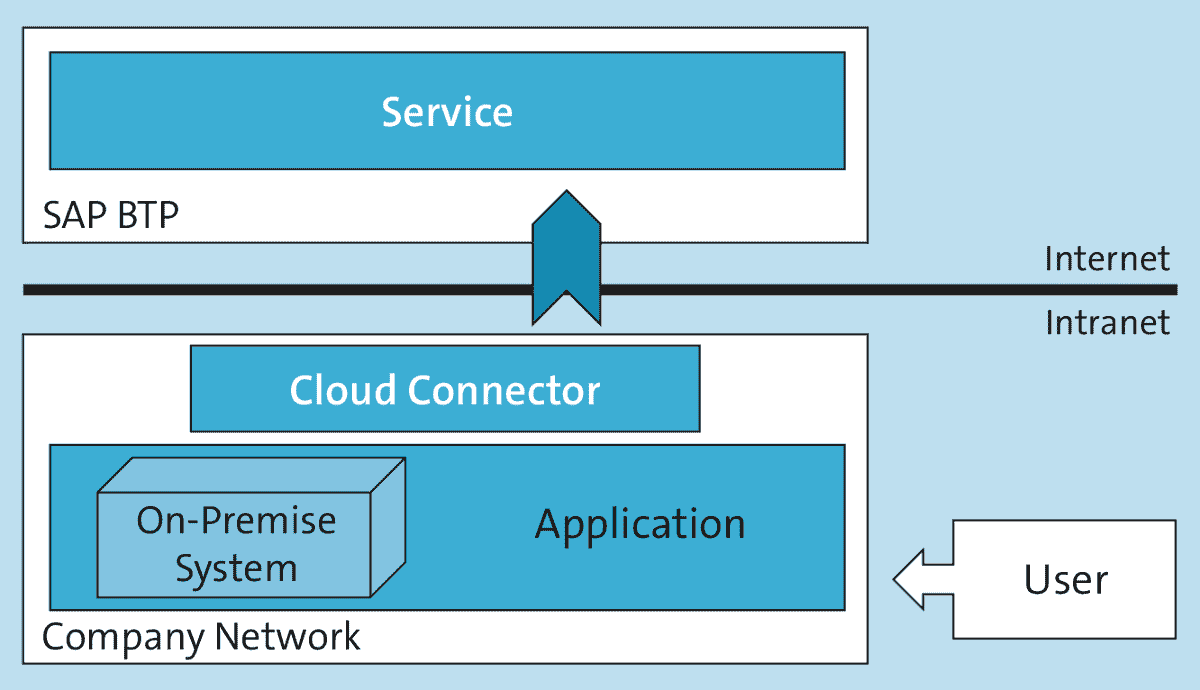 Service
SAP BTP
Internet
Intranet
Cloud Connector
On-Premise
System
Application
User
Company Network